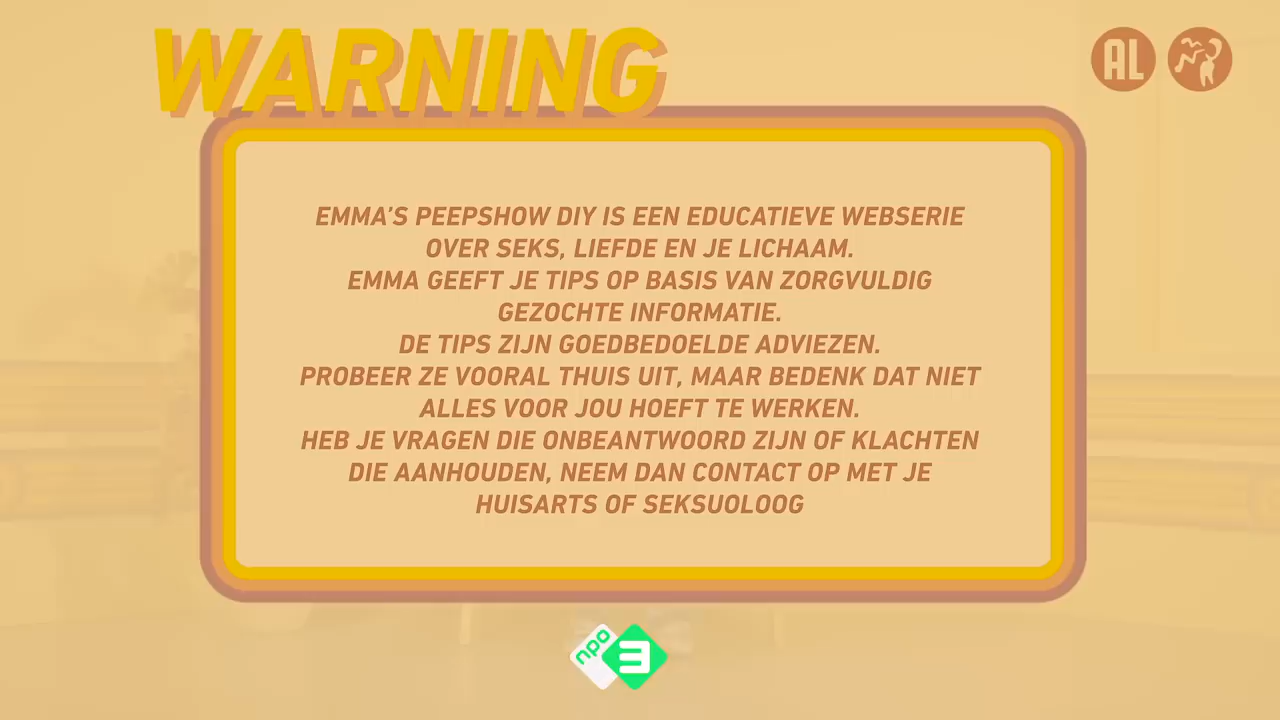 WARNING
AL
EMMA'S PEEPSHOW DIY IS EEN EDUCATIEVE WEBSERIE
OVER SEKS, LIEFDE EN JE LICHAAM.
EMMA GEEFT JE TIPS OP BASIS VAN ZORGVULDIG
GEZOCHTE INFORMATIE.
DE TIPS ZIJN GOEDBEDOELDE ADVIEZEN.
PROBEER ZE VOORAL THUIS UIT, MAAR BEDENK DAT NIET
ALLES VOOR JOU HOEFT TE WERKEN.
HEB JE VRAGEN DIE ONBEANTWOORD ZIJN OF KLACHTEN
DIE AANHOUDEN, NEEM DAN CONTACT OP MET JE
HUISARTS OF SEKSUOLOOG
npo 3